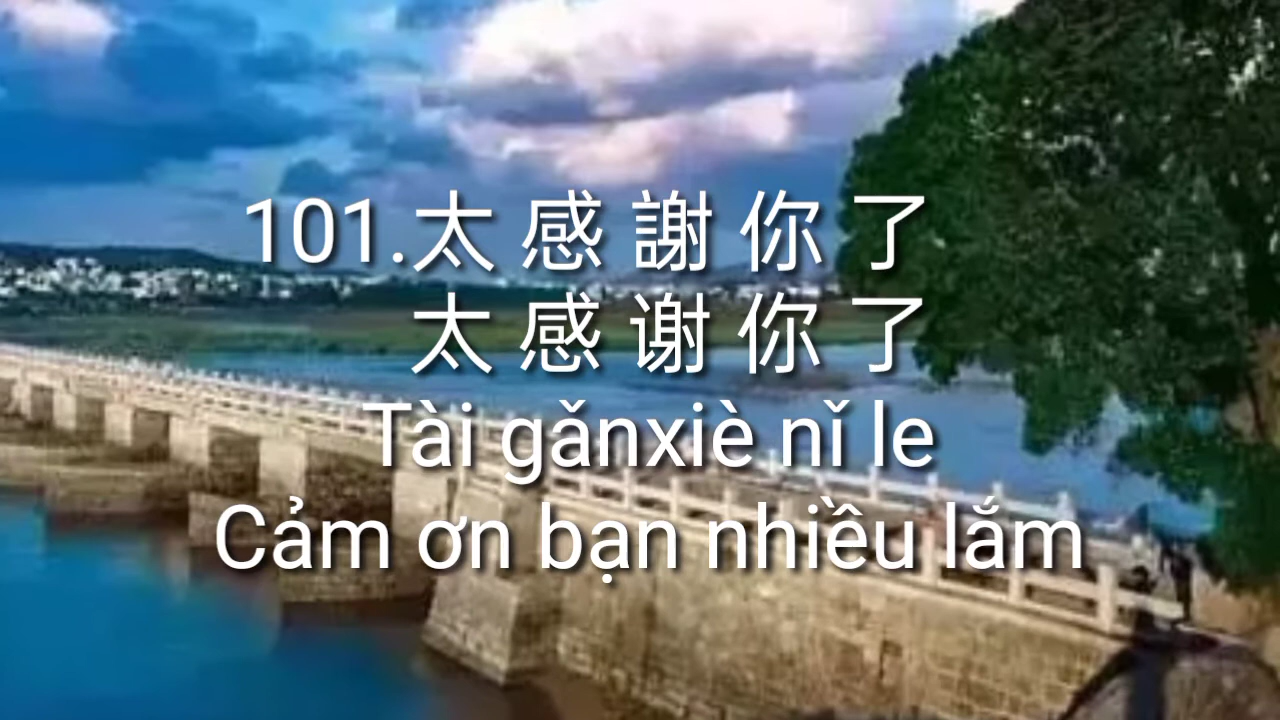 101.太 感 謝 你 了
太 感 谢 你 了
Tài gǎnxiè nǐ le
Cảm ơn bạn nhiều lắm